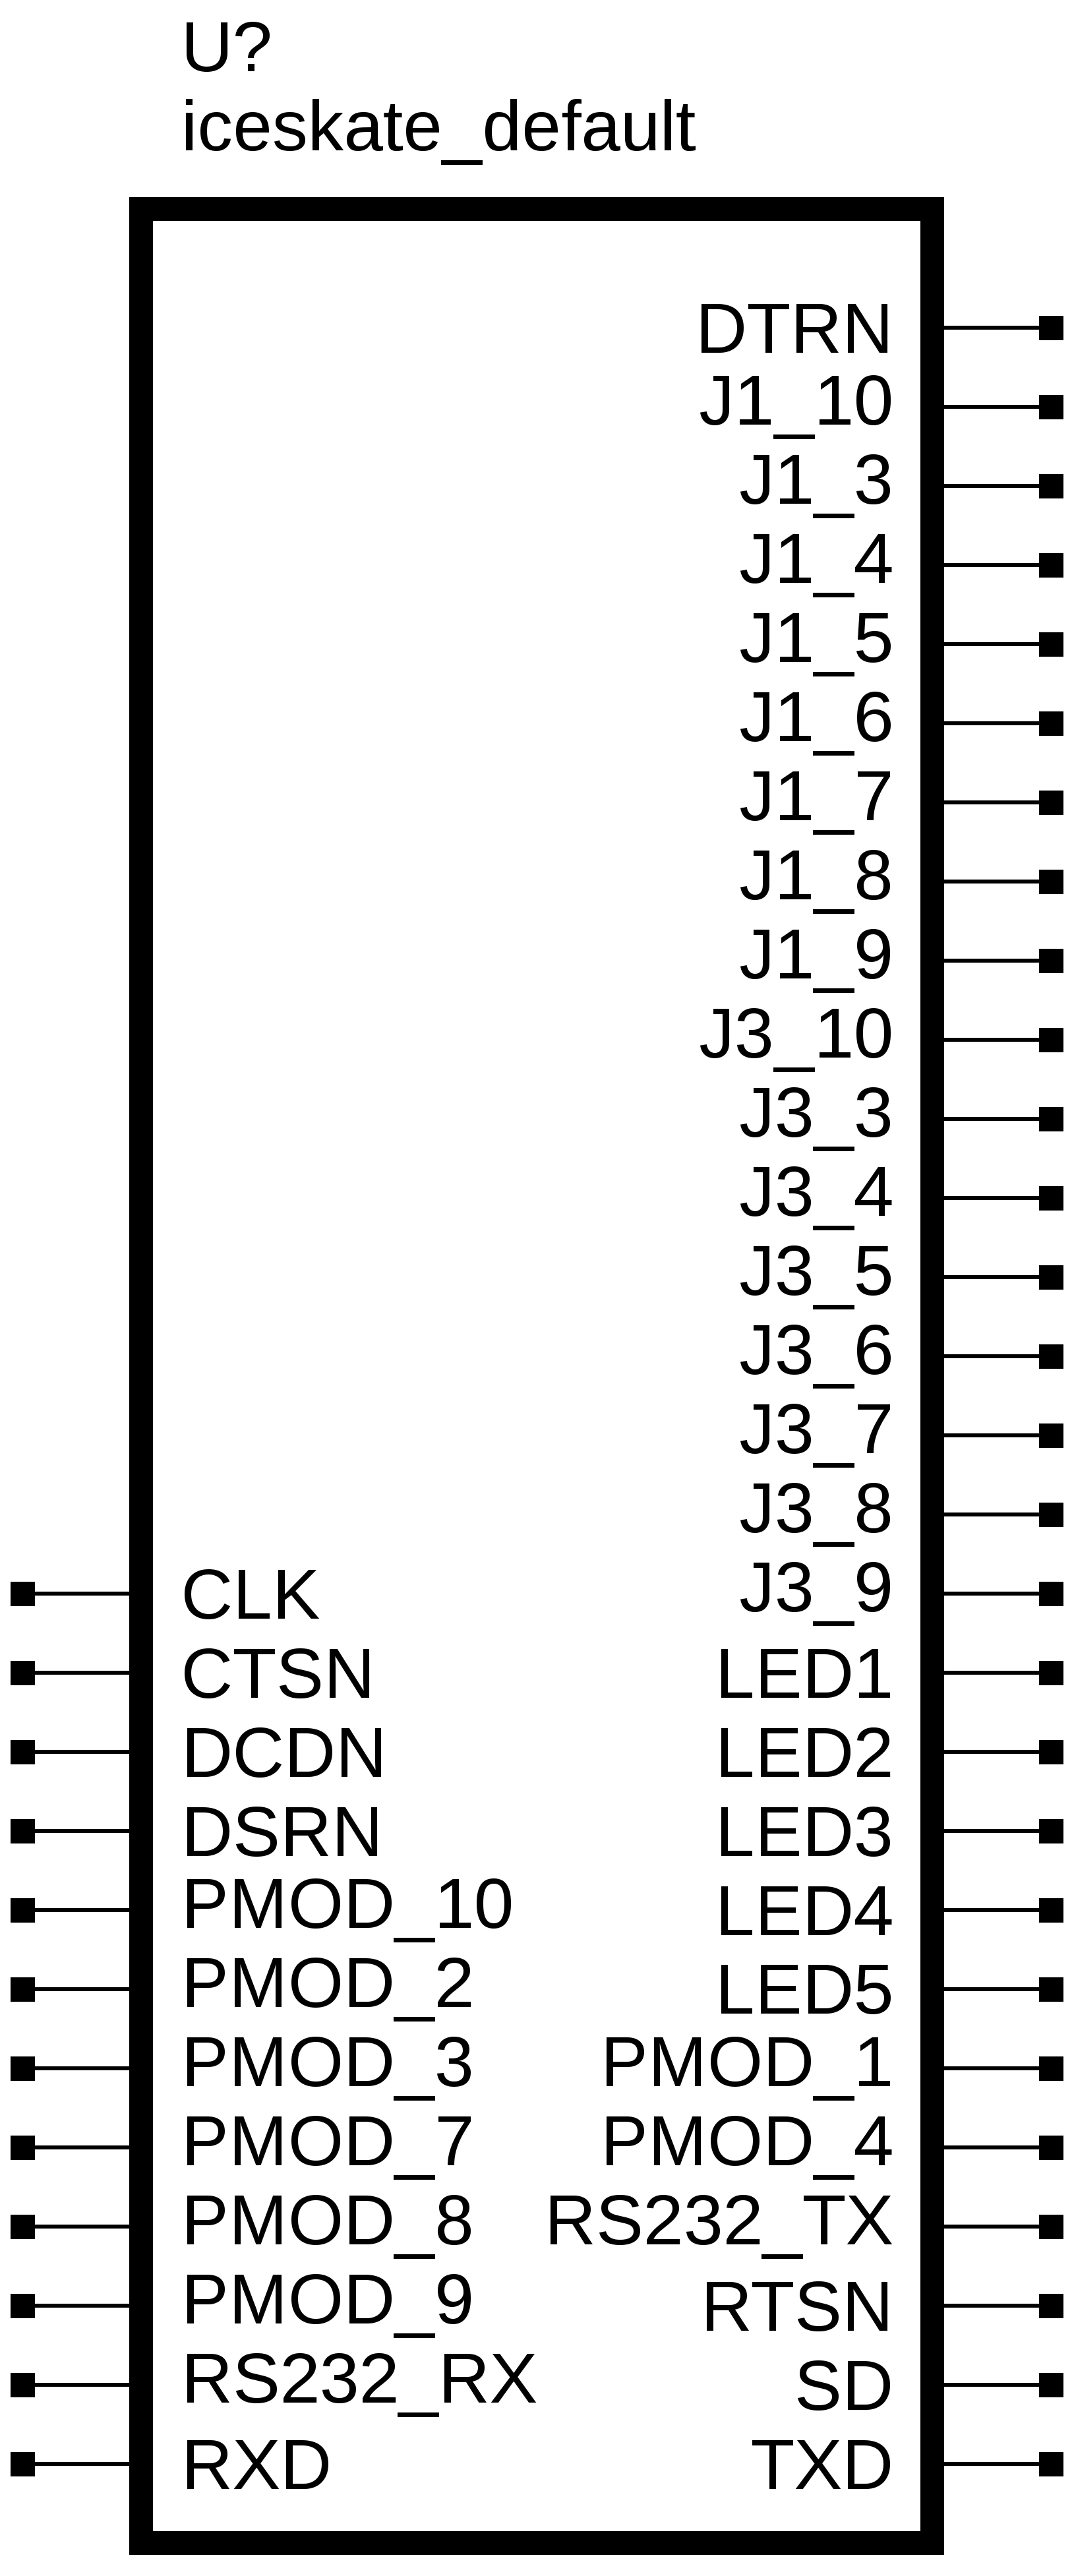 U?
iceskate_default
DTRN
J1_10
J1_3
J1_4
J1_5
J1_6
J1_7
J1_8
J1_9
J3_10
J3_3
J3_4
J3_5
J3_6
J3_7
J3_8
CLK J3_9
CTSN LED1
DCDN LED2
DSRN LED3
PMOD_10 LED4
PMOD_2 LED5
PMOD_3 PMOD_1
PMOD_7 PMOD_4
PMOD_8 RS232_TX
PMOD_9 RTSN
RS232_RX SD
RXD TXD